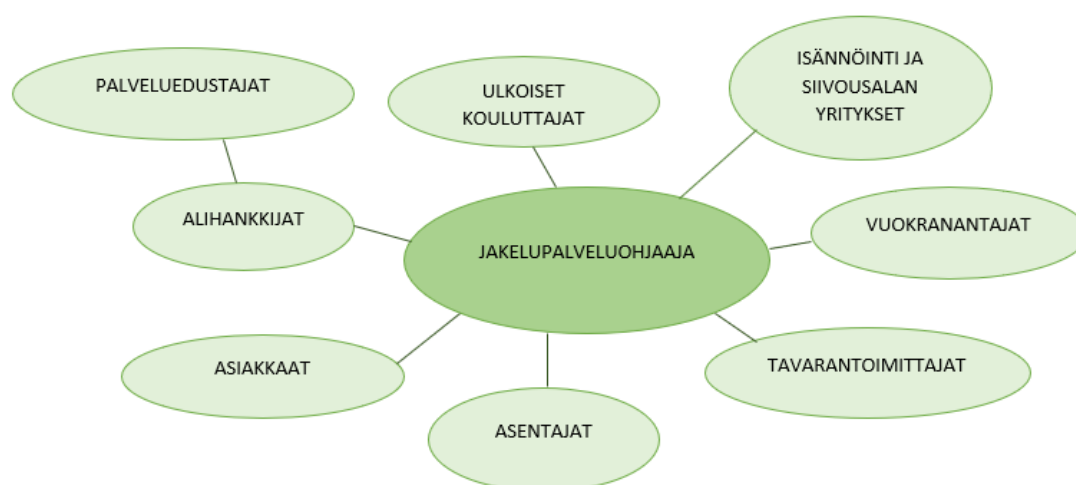 PALVELUEDUSTAJAT
ULKOISET
KOULUTTAJAT
ISÄNNÖINTI JA
SIIVOUSALAN
YRITYKSET
ALIHANKKIJAT
VUOKRANANTAJAT
JAKELUPALVELUOHJAAJA
ASIAKKAAT
TAVARANTOIMITTAJAT
ASENTAJAT